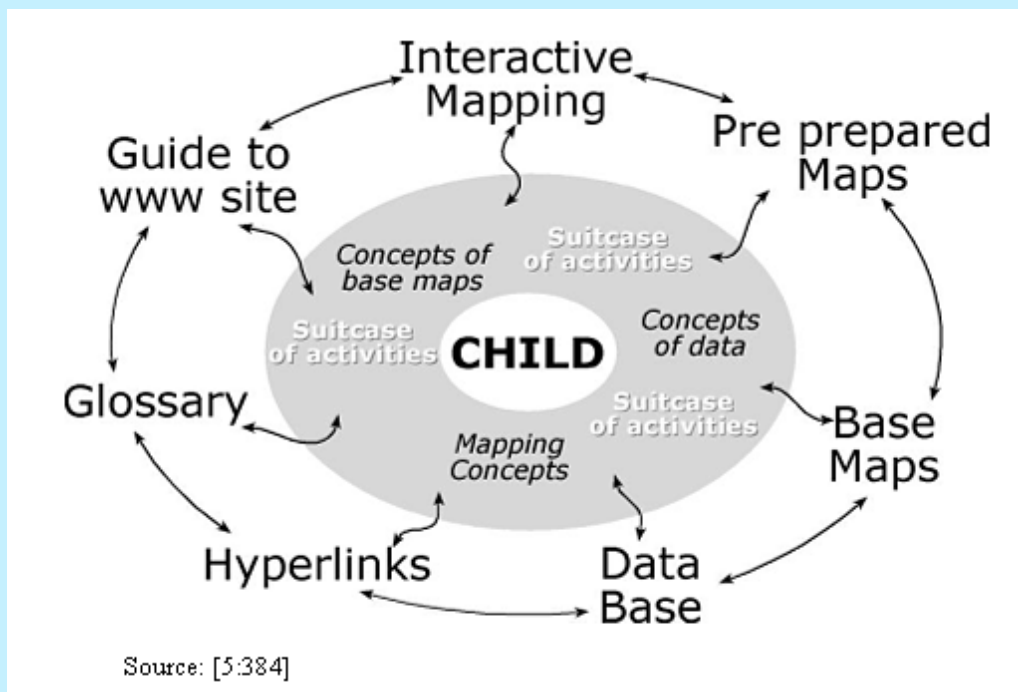 Interactive
Mapping
Pre prepared
Maps
Guide to
www site
Suitcase
of activities
Concepts of
base maps
Concepts
of data
Suitcase
of activities
CHILD
Glossary
Suitcase
of activities
Base
Maps
Mapping
Concepts
Hyperlinks
Data
Base
Source: [5:384]